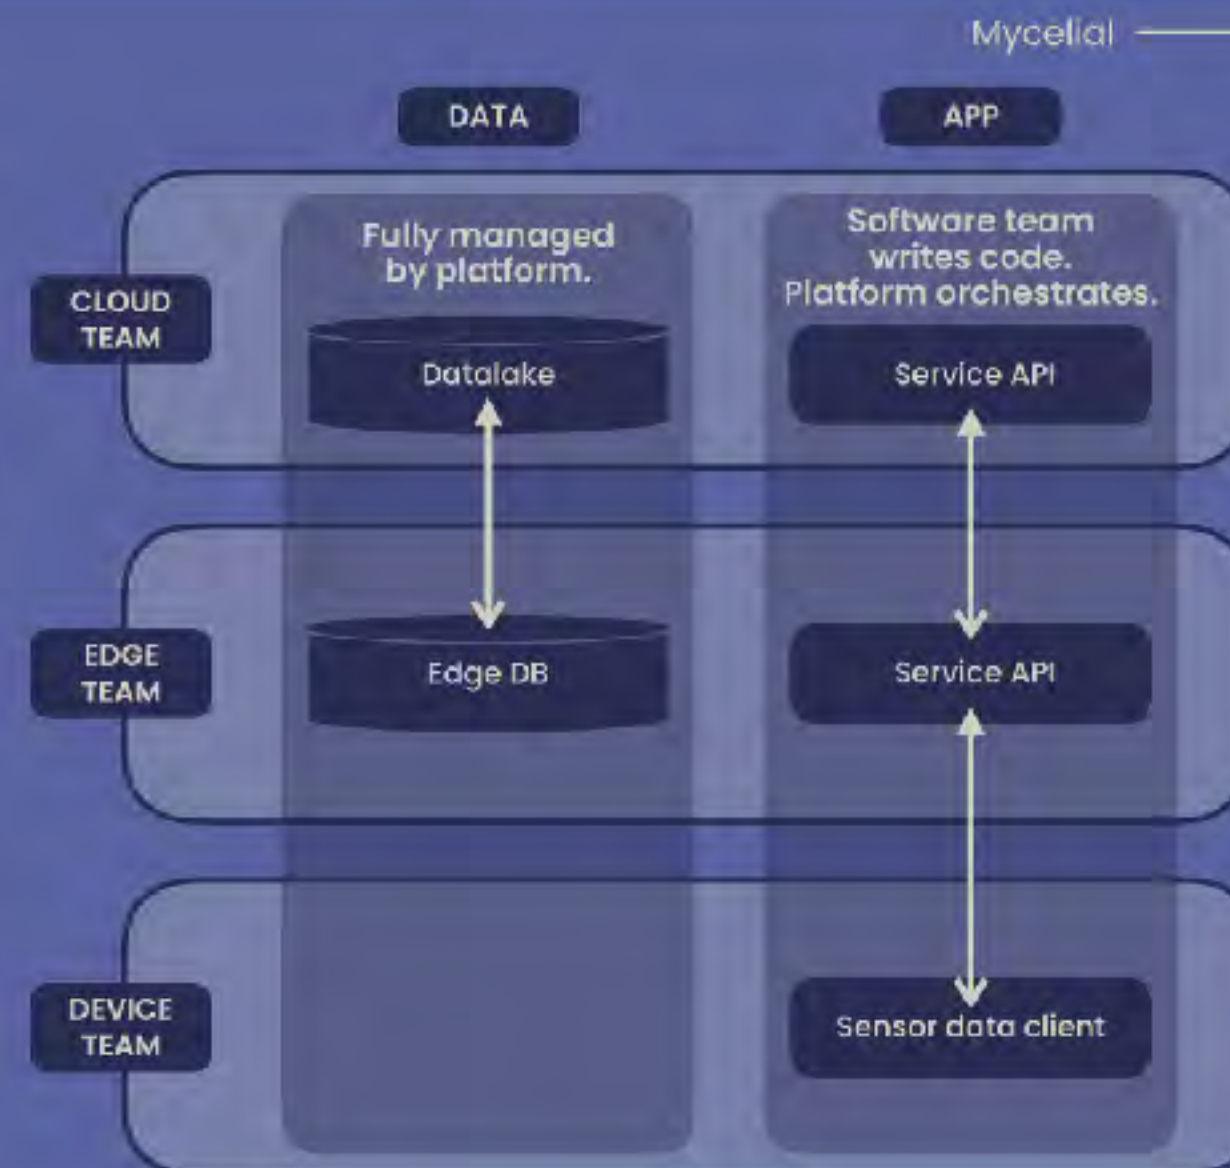 Mycelial
DATA
APP
Fully managed
by platform.
Software team
writes code.
Platform orchestrates.
CLOUD
TEAM
Datalake
Service API
EDGE
TEAM
Edge DB
Service API
DEVICE
TEAM
Sensor data client